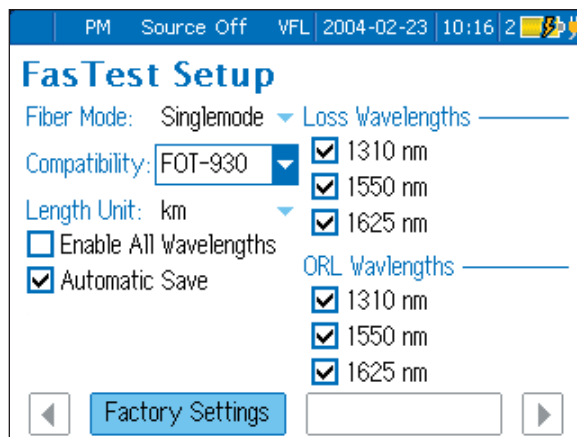 PM Source Off VFL 2004-02-23 10:16 2
FasTest Setup
Fiber Mode: Singlemode
Compatibility: FOT-930
Length Unit: km
Enable All Wavelengths
Automatic Save
Loss Wavelengths
1310 nm
1550 nm
1625 nm
ORL Wavlengths
1310 nm
1550 nm
1625 nm
Factory Settings